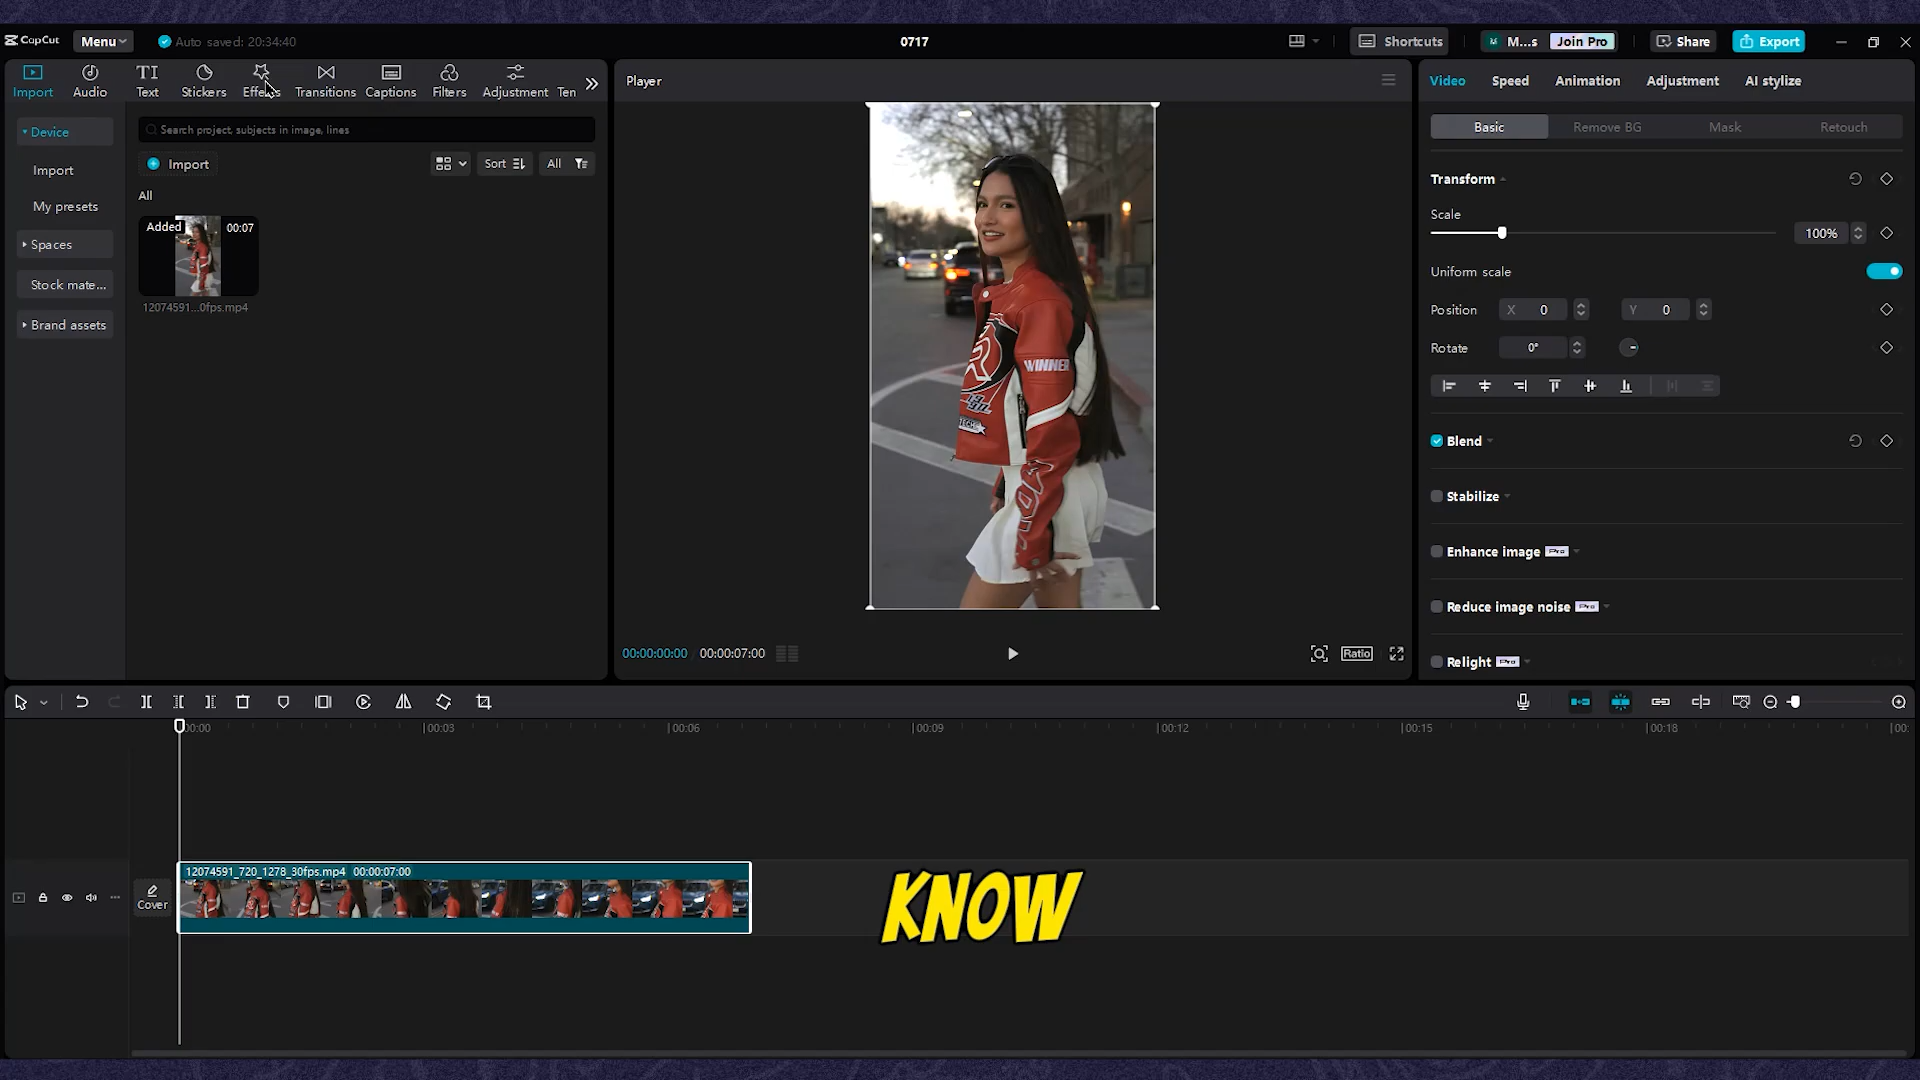 CapCut
Menu
Auto saved: 20:34:40
0717
Shortcuts
M...s
Join Pro
Share
Export
Import
Audio
TI
Text
Stickers
Effects
Transitions
Captions
Filters
Adjustment
Ten
Device
Import
My presets
Spaces
Stock mate...
Brand assets
Search project, subjects in image, lines
Import
Sort
All
All
Added
00:07
12074591...0fps.mp4
Player
WINNER
00:00:00:00 / 00:00:07:00
Ratio
Video
Speed
Animation
Adjustment
AI stylize
Basic
Remove BG
Mask
Retouch
Transform
Scale
100%
Uniform scale
Position
X 0
Y 0
Rotate
0°
Blend
Stabilize
Enhance image Pro
Reduce image noise Pro
Relight Pro
00:00
00:03
00:06
00:09
00:12
00:15
00:18
00:
Cover
12074591_720_1278_30fps.mp4 00:00:07:00
KNOW